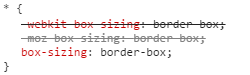 * {
-webkit-box-sizing: border-box;
-moz-box-sizing: border-box;
box-sizing: border-box;
}